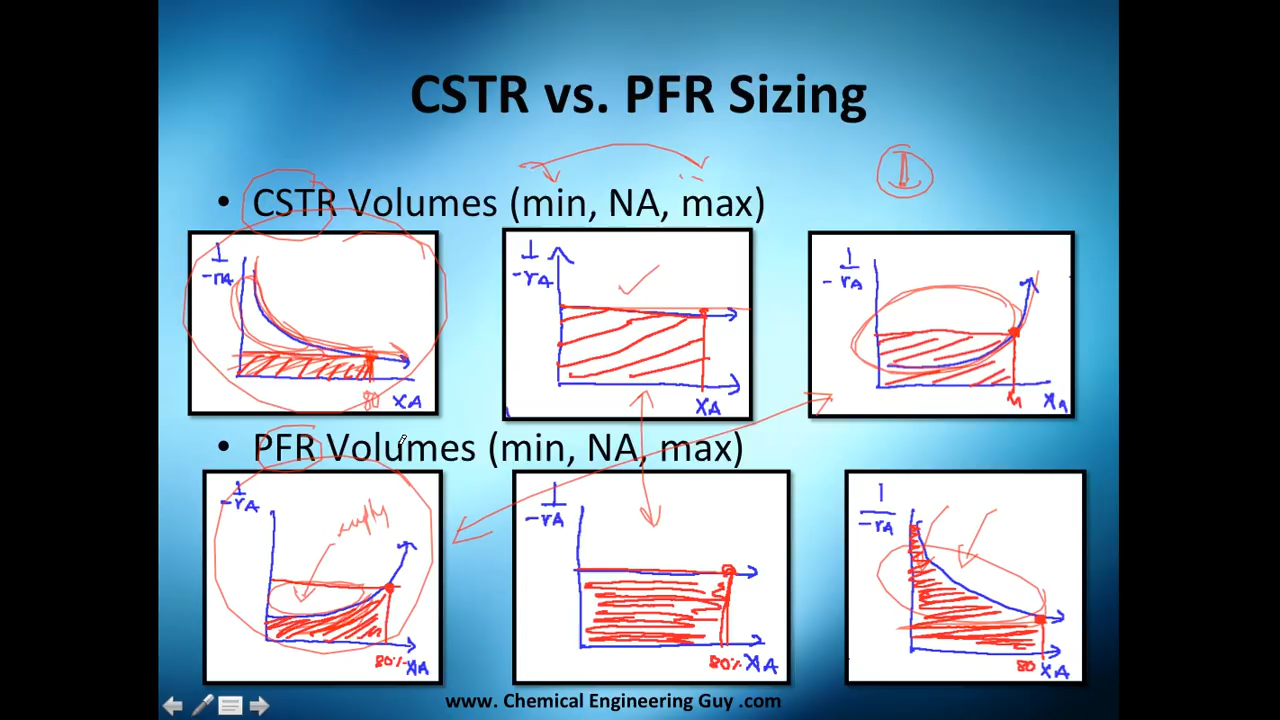 CSTR vs. PFR Sizing
I
• CSTR Volumes (min, NA, max)
1
-rA
80
XA
1
-rA
XA
1
-rA
XA
• PFR Volumes (min, NA, max)
1
-rA
empty
80%
XA
1
-rA
80%
XA
1
-rA
80
XA
www. Chemical Engineering Guy .com